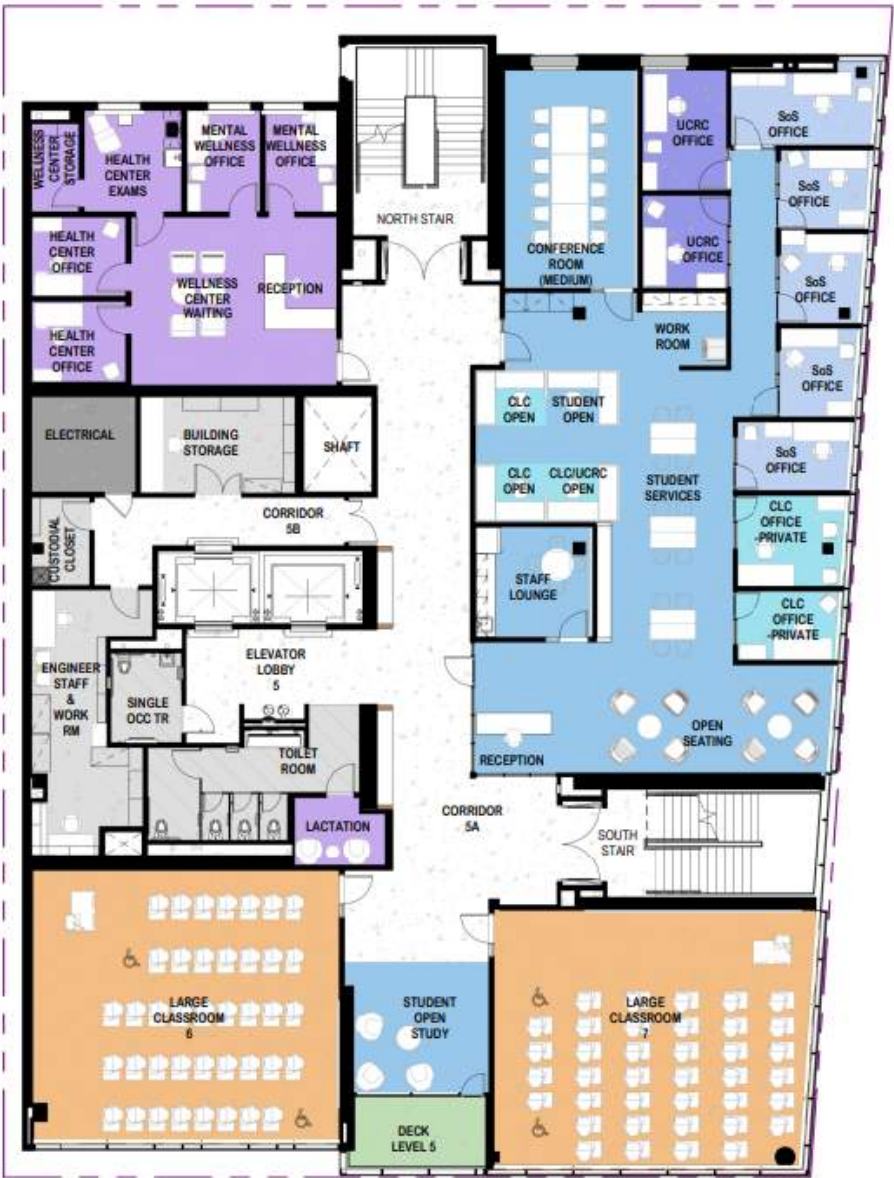 WELLNESS
CENTER
STORAGE
HEALTH
CENTER
EXAMS
MENTAL
WELLNESS
OFFICE
MENTAL
WELLNESS
OFFICE
NORTH STAIR
CONFERENCE
ROOM
(MEDIUM)
UCRC
OFFICE
SoS
OFFICE
SoS
OFFICE
HEALTH
CENTER
OFFICE
WELLNESS
CENTER
WAITING
RECEPTION
UCRC
OFFICE
SoS
OFFICE
HEALTH
CENTER
OFFICE
WORK
ROOM
SoS
OFFICE
ELECTRICAL
BUILDING
STORAGE
SHAFT
CLC
OPEN
STUDENT
OPEN
SoS
OFFICE
CLC
OPEN
CLC/UCRC
OPEN
STUDENT
SERVICES
CUSTODIAL
CLOSET
CORRIDOR
5B
CLC
OFFICE
-PRIVATE
STAFF
LOUNGE
CLC
OFFICE
-PRIVATE
ENGINEER
STAFF
&
WORK
RM
SINGLE
OCC TR
ELEVATOR
LOBBY
5
TOILET
ROOM
RECEPTION
OPEN
SEATING
LACTATION
CORRIDOR
5A
SOUTH
STAIR
LARGE
CLASSROOM
6
STUDENT
OPEN
STUDY
LARGE
CLASSROOM
7
DECK
LEVEL 5